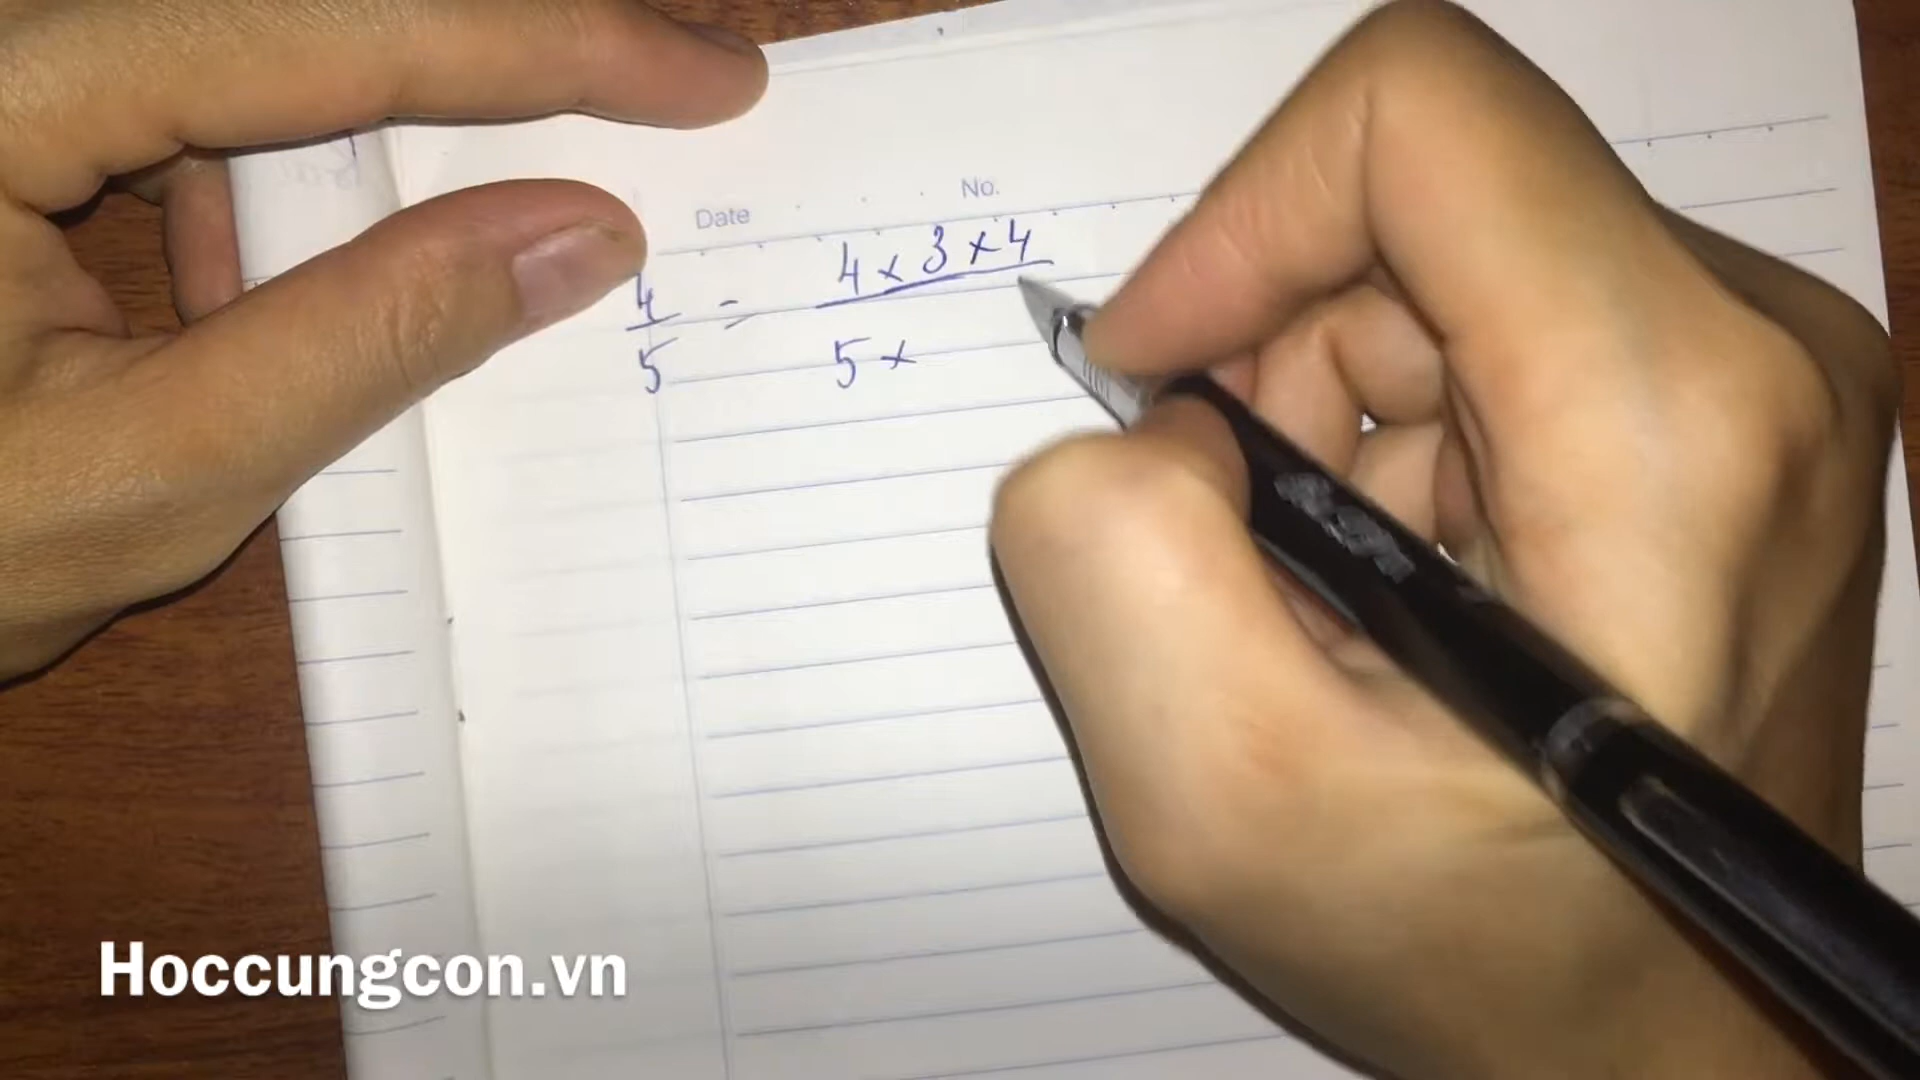 Date No.
4/5 = 4 x 3 x 4
5 x
Hoccungcon.vn